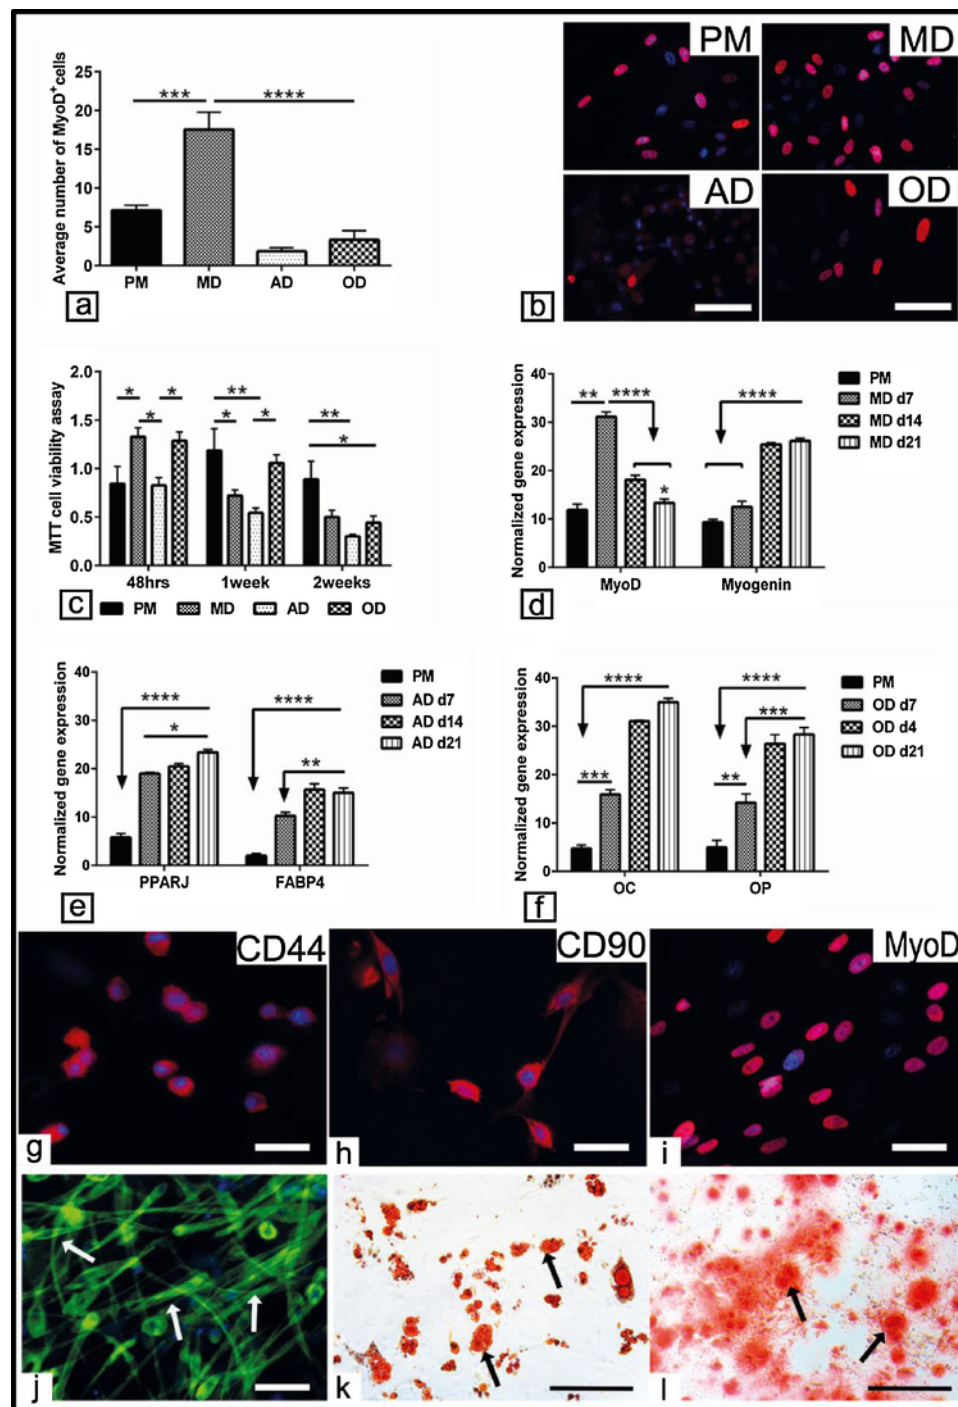 Average number of MyoD+cells
25
20
15
10
5
0
***
****
PM MD AD OD
a
PM MD
AD OD
b
MTT cell viability assay
2.0
1.5
1.0
0.5
0.0
* *
*
**
* *
**
*
48hrs 1week 2weeks
PM MD AD OD
c
Normalized gene expression
40
30
20
10
0
** ****
*
****
MyoD Myogenin
PM
MD d7
MD d14
MD d21
d
Normalized gene expression
40
30
20
10
0
****
*
****
**
PPARJ FABP4
PM
AD d7
AD d14
AD d21
e
Normalized gene expression
40
30
20
10
0
****
***
****
***
**
OC OP
PM
OD d7
OD d4
OD d21
f
CD44
g
CD90
h
MyoD
i
j
k
l